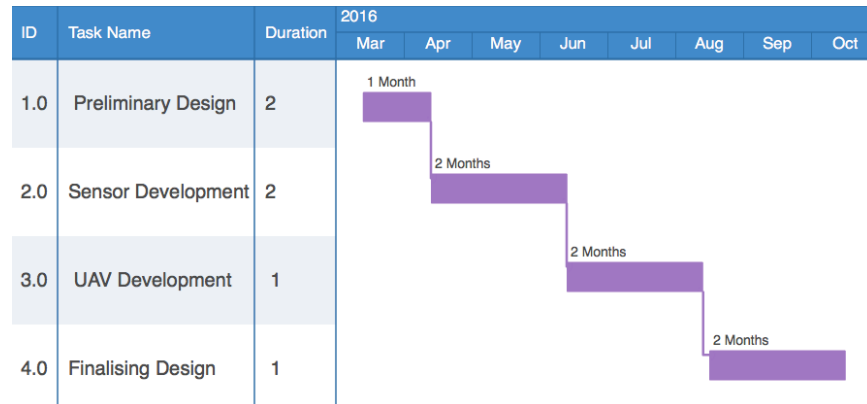 2016
ID Task Name Duration
Mar Apr May Jun Jul Aug Sep Oct
1 Month
1.0 Preliminary Design 2
2 Months
2.0 Sensor Development 2
2 Months
3.0 UAV Development 1
2 Months
4.0 Finalising Design 1